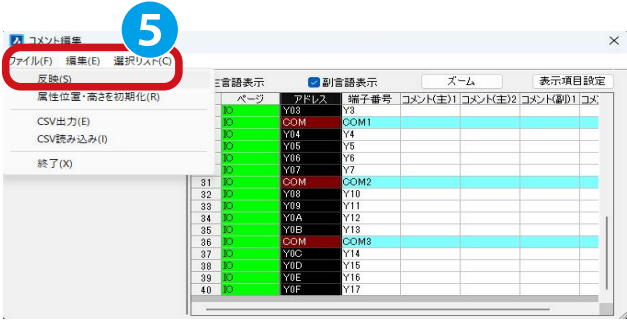 5
コメント編集
ファイル(F) 編集(E) 選択リスト(C)
反映(S)
属性位置・高さを初期化(R)
CSV出力(E)
CSV読み込み(I)
終了(X)
言語表示 副言語表示 ズーム 表示項目設定
ページ アドレス 端子番号 コメント(主)1 コメント(主)2 コメント(副)1
IO Y03 Y3
IO COM COM1
IO Y04 Y4
IO Y05 Y5
IO Y06 Y6
IO Y07 Y7
31 IO COM COM2
32 IO Y08 Y10
33 IO Y09 Y11
34 IO Y0A Y12
35 IO Y0B Y13
36 IO COM COM3
37 IO Y0C Y14
38 IO Y0D Y15
39 IO Y0E Y16
40 IO Y0F Y17